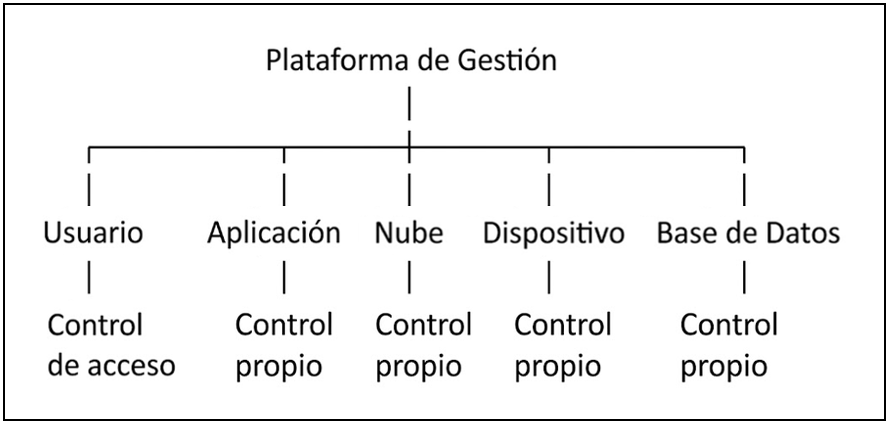 Plataforma de Gestión
Usuario
Aplicación
Nube
Dispositivo
Base de Datos
Control
de acceso
Control
propio
Control
propio
Control
propio
Control
propio